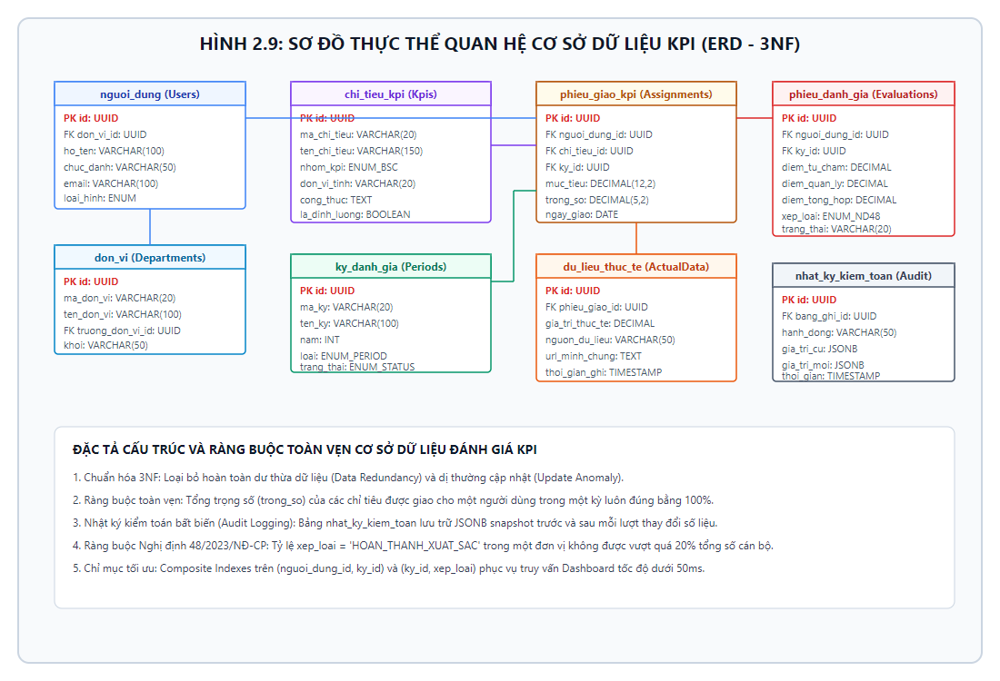 HÌNH 2.9: SƠ ĐỒ THỰC THỂ QUAN HỆ CƠ SỞ DỮ LIỆU KPI (ERD - 3NF)
nguoi_dung (Users)
PK id: UUID
FK don_vi_id: UUID
ho_ten: VARCHAR(100)
chuc_danh: VARCHAR(50)
email: VARCHAR(100)
loai_hinh: ENUM
chi_tieu_kpi (Kpis)
PK id: UUID
ma_chi_tieu: VARCHAR(20)
ten_chi_tieu: VARCHAR(150)
nhom_kpi: ENUM_BSC
don_vi_tinh: VARCHAR(20)
cong_thuc: TEXT
la_dinh_luong: BOOLEAN
phieu_giao_kpi (Assignments)
PK id: UUID
FK nguoi_dung_id: UUID
FK chi_tieu_id: UUID
FK ky_id: UUID
muc_tieu: DECIMAL(12,2)
trong_so: DECIMAL(5,2)
ngay_giao: DATE
phieu_danh_gia (Evaluations)
PK id: UUID
FK nguoi_dung_id: UUID
FK ky_id: UUID
diem_tu_cham: DECIMAL
diem_quan_ly: DECIMAL
diem_tong_hop: DECIMAL
xep_loai: ENUM_ND48
trang_thai: VARCHAR(20)
don_vi (Departments)
PK id: UUID
ma_don_vi: VARCHAR(20)
ten_don_vi: VARCHAR(100)
FK truong_don_vi_id: UUID
khoi: VARCHAR(50)
ky_danh_gia (Periods)
PK id: UUID
ma_ky: VARCHAR(20)
ten_ky: VARCHAR(100)
nam: INT
loai: ENUM_PERIOD
trang_thai: ENUM_STATUS
du_lieu_thuc_te (ActualData)
PK id: UUID
FK phieu_giao_id: UUID
gia_tri_thuc_te: DECIMAL
nguon_du_lieu: VARCHAR(50)
url_minh_chung: TEXT
thoi_gian_ghi: TIMESTAMP
nhat_ky_kiem_toan (Audit)
PK id: UUID
FK bang_ghi_id: UUID
hanh_dong: VARCHAR(50)
gia_tri_cu: JSONB
gia_tri_moi: JSONB
thoi_gian: TIMESTAMP
ĐẶC TẢ CẤU TRÚC VÀ RÀNG BUỘC TOÀN VẸN CƠ SỞ DỮ LIỆU ĐÁNH GIÁ KPI
1. Chuẩn hóa 3NF: Loại bỏ hoàn toàn dư thừa dữ liệu (Data Redundancy) và dị thường cập nhật (Update Anomaly).
2. Ràng buộc toàn vẹn: Tổng trọng số (trong_so) của các chỉ tiêu được giao cho một người dùng trong một kỳ luôn đúng bằng 100%.
3. Nhật ký kiểm toán bất biến (Audit Logging): Bảng nhat_ky_kiem_toan lưu trữ JSONB snapshot trước và sau mỗi lượt thay đổi số liệu.
4. Ràng buộc Nghị định 48/2023/NĐ-CP: Tỷ lệ xep_loai = 'HOAN_THANH_XUAT_SAC' trong một đơn vị không được vượt quá 20% tổng số cán bộ.
5. Chỉ mục tối ưu: Composite Indexes trên (nguoi_dung_id, ky_id) và (ky_id, xep_loai) phục vụ truy vấn Dashboard tốc độ dưới 50ms.